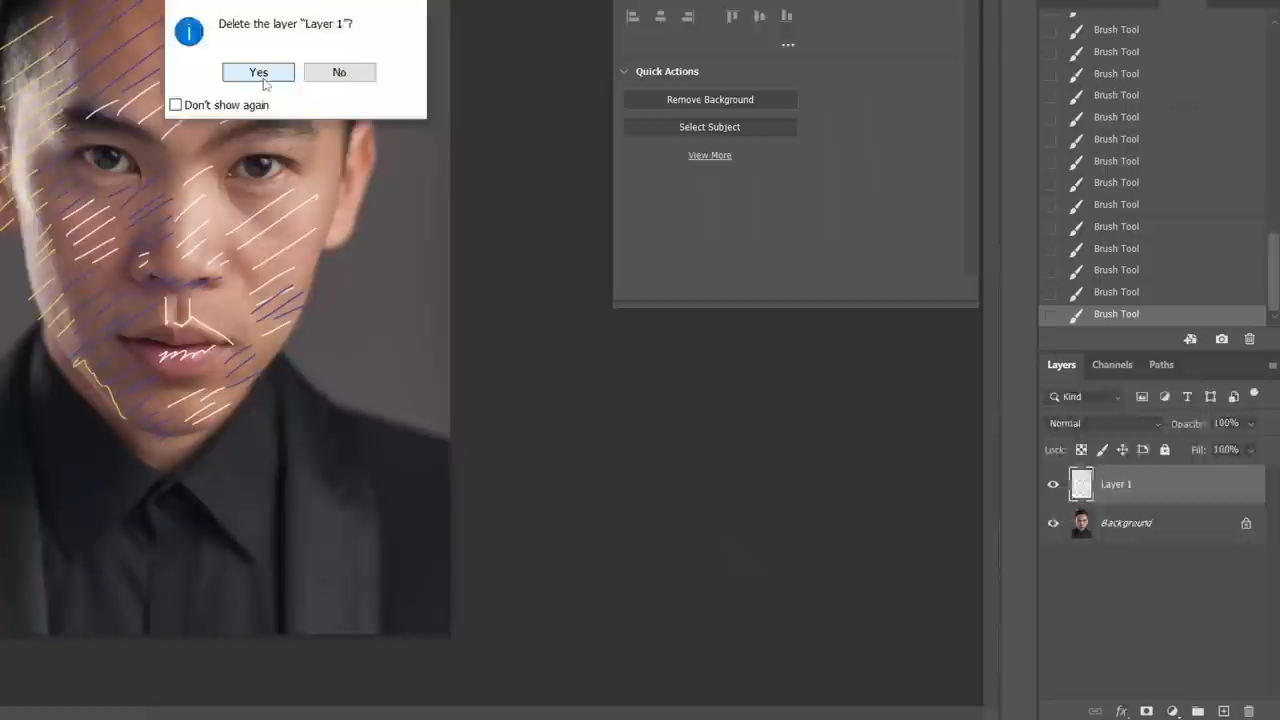 Delete the layer “Layer 1”?
Yes
No
Don't show again
Quick Actions
Remove Background
Select Subject
View More
Brush Tool
Brush Tool
Brush Tool
Brush Tool
Brush Tool
Brush Tool
Brush Tool
Brush Tool
Brush Tool
Brush Tool
Brush Tool
Brush Tool
Brush Tool
Brush Tool
Layers
Channels
Paths
Kind
Normal
Opacity: 100%
Lock:
Fill: 100%
Layer 1
Background
fx